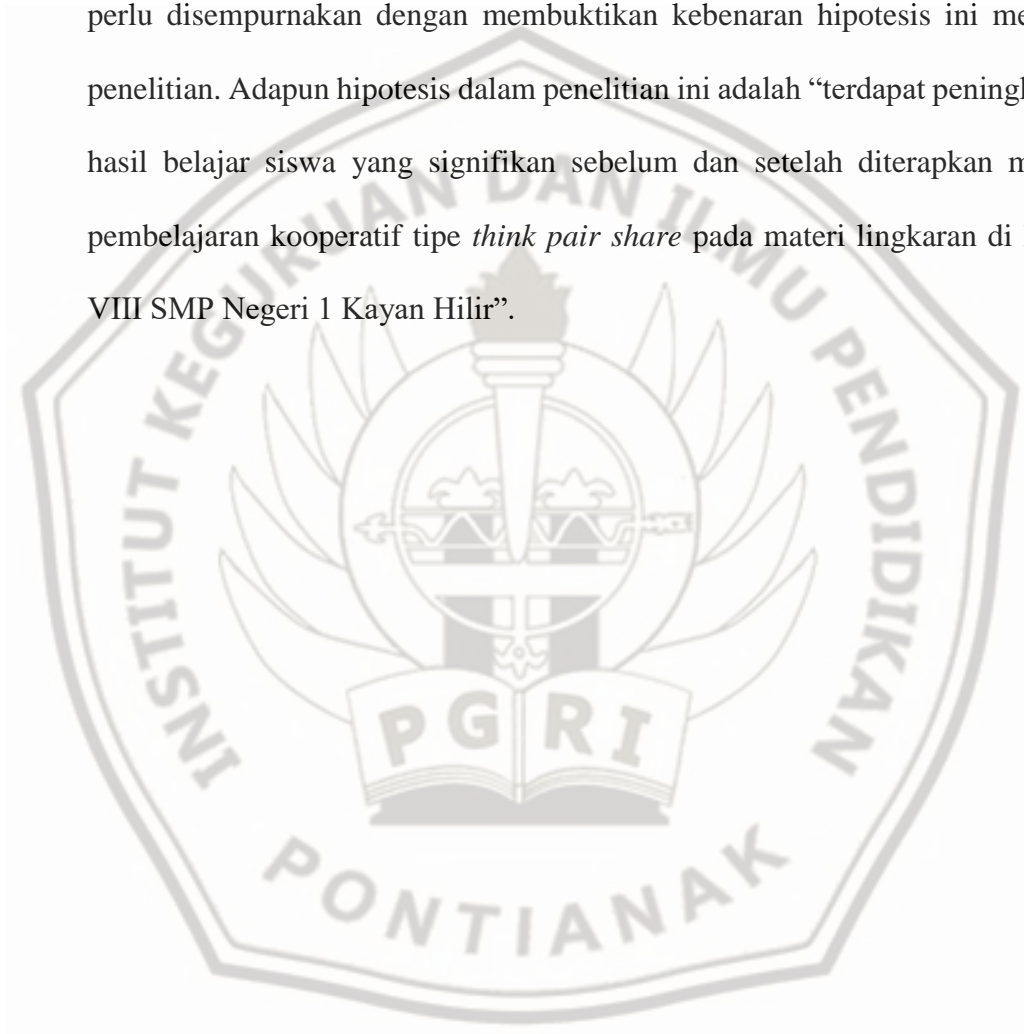 perlu disempurnakan dengan membuktikan kebenaran hipotesis ini
penelitian. Adapun hipotesis dalam penelitian ini adalah “terdapat
hasil belajar siswa yang signifikan sebelum dan setelah diterapkan
pembelajaran kooperatif tipe think pair share pada materi lingkaran di
VIII SMP Negeri 1 Kayan Hilir”.
INSTITUT KEGURUAN DAN ILMU PENDIDIKAN
PGRI
PONTIANAK